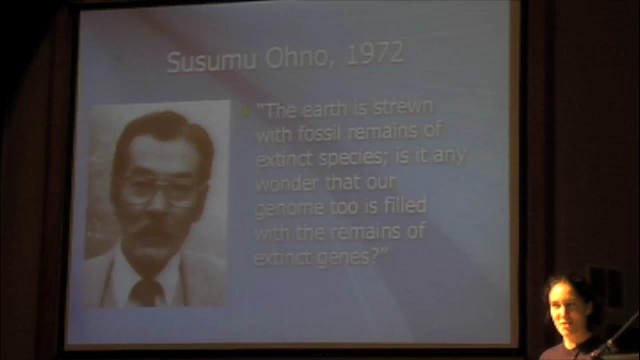 Susumu Ohno, 1972
"The earth is strewn
with fossil remains of
extinct species; is it any
wonder that our
genome too is filled
with the remains of
extinct genes?"